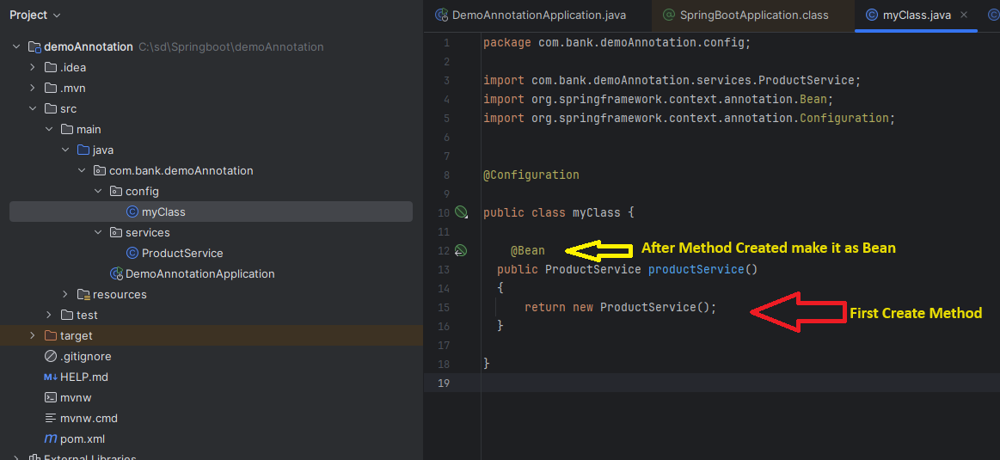 Project
demoAnnotation C:\sd\Springboot\demoAnnotation
.idea
.mvn
src
main
java
com.bank.demoAnnotation
config
myClass
services
ProductService
DemoAnnotationApplication
resources
test
target
.gitignore
HELP.md
mvnw
mvnw.cmd
pom.xml
External Libraries
DemoAnnotationApplication.java
SpringBootApplication.class
myClass.java
1 package com.bank.demoAnnotation.config;
2
3 import com.bank.demoAnnotation.services.ProductService;
4 import org.springframework.context.annotation.Bean;
5 import org.springframework.context.annotation.Configuration;
6
7
8 @Configuration
9
10 public class myClass {
11
12 @Bean After Method Created make it as Bean
13 public ProductService productService()
14 {
15 return new ProductService(); First Create Method
16 }
17
18 }
19